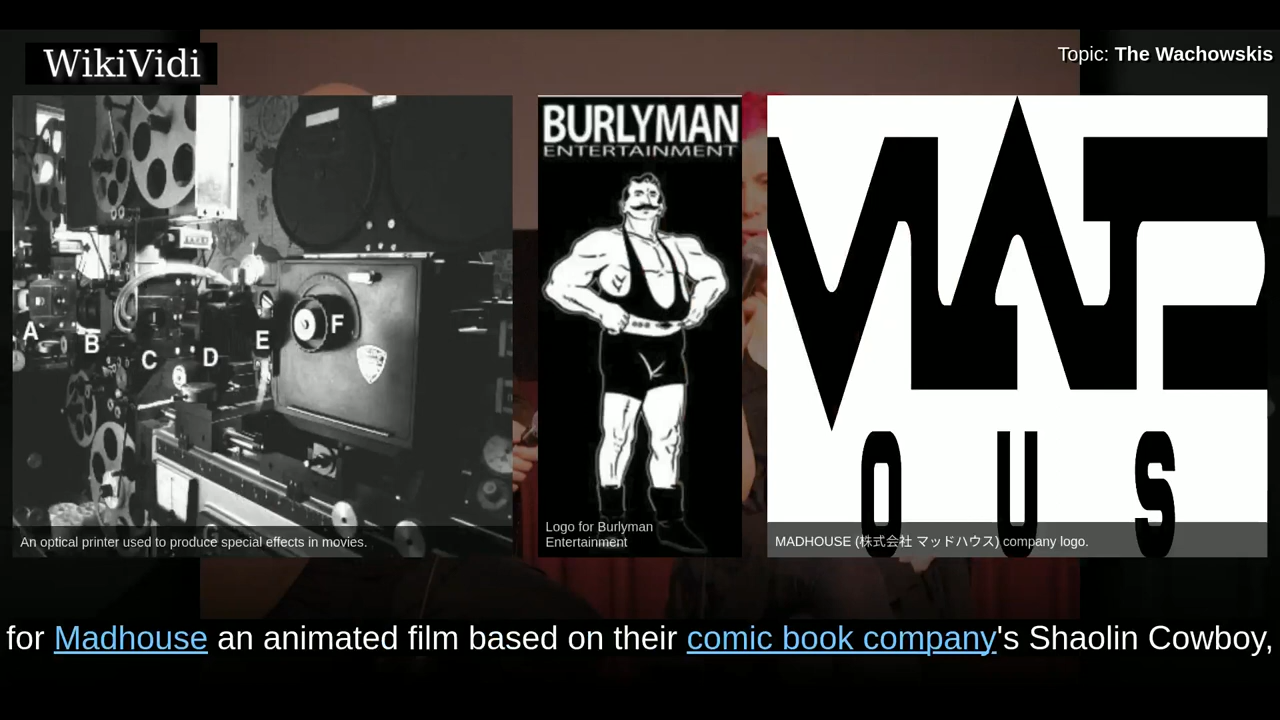 WikiVidi
Topic: The Wachowskis
BURLYMAN
ENTERTAINMENT
MAD
A
B
C
D
E
F
O U S
An optical printer used to produce special effects in movies.
Logo for Burlyman
Entertainment
MADHOUSE (株式会社 マッドハウス) company logo.
for Madhouse an animated film based on their comic book company's Shaolin Cowboy,